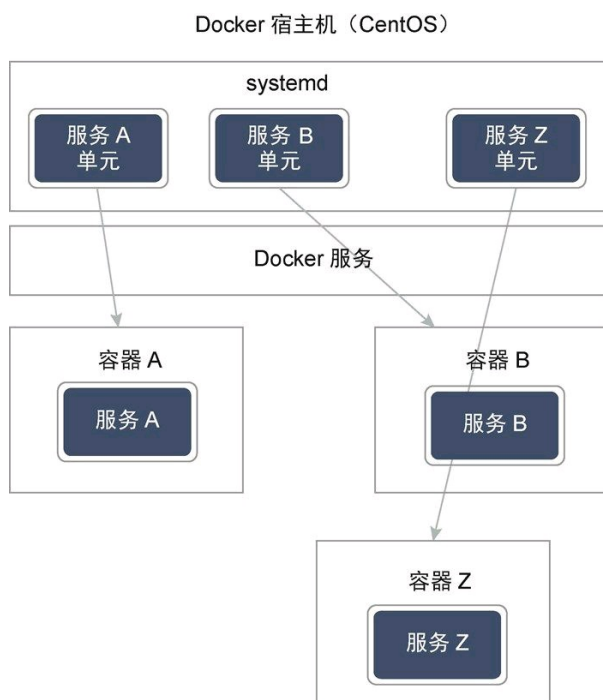 Docker 宿主机（CentOS）
systemd
服务 A
单元
服务 B
单元
服务 Z
单元
Docker 服务
容器 A
服务 A
容器 B
服务 B
容器 Z
服务 Z